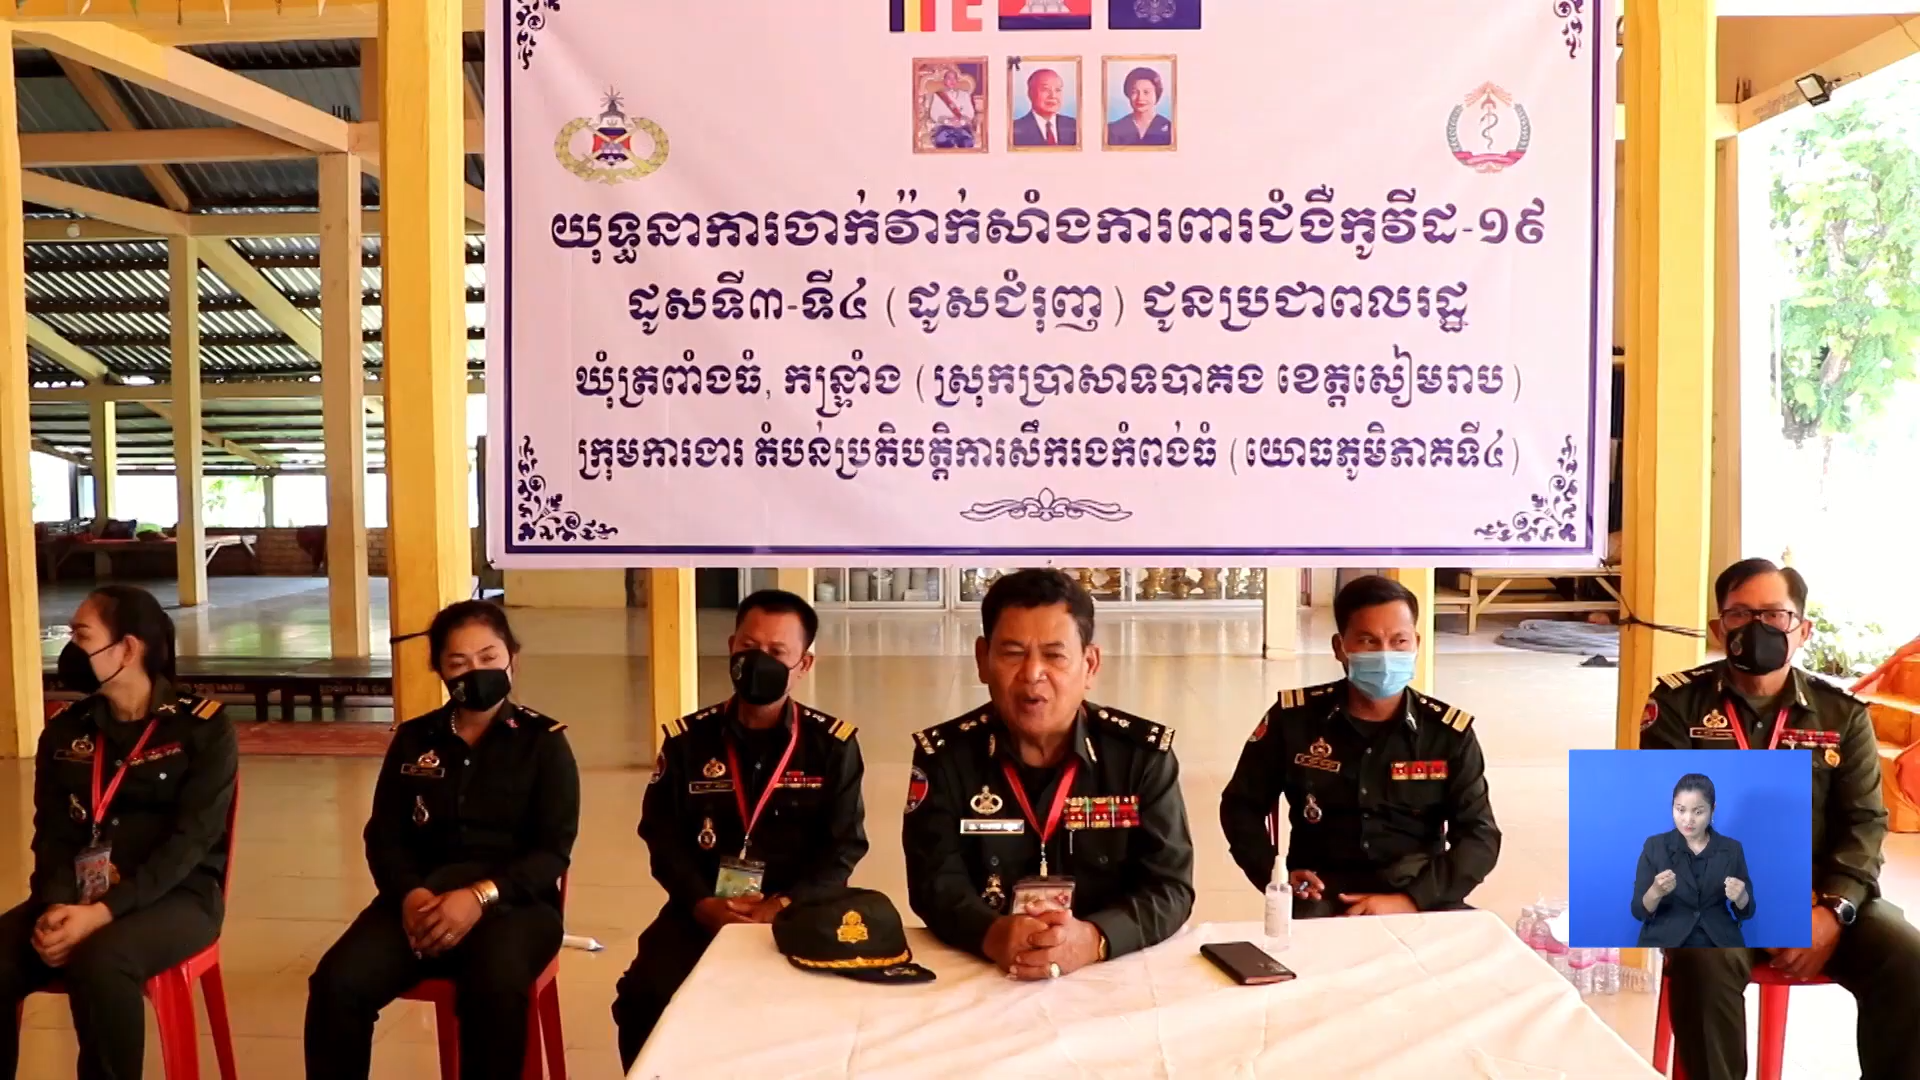 យុទ្ធនាការចាក់វ៉ាក់សាំងការពារជំងឺកូវីដ-១៩
ដូសទី៣-ទី៤ (ដូសជំរុញ) ជូនប្រជាពលរដ្ឋ
ឃុំត្រពាំងធំ, កន្ទ្រាំង (ស្រុកប្រាសាទបាគង ខេត្តសៀមរាប)
ក្រុមការងារ តំបន់ប្រតិបត្តិការសឹករងកំពង់ធំ (យោធភូមិភាគទី៤)